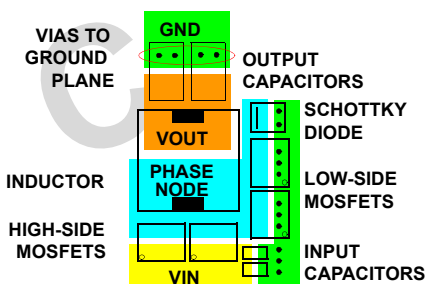 GND
VIAS TO
GROUND
PLANE
OUTPUT
CAPACITORS
SCHOTTKY
DIODE
VOUT
INDUCTOR
PHASE
NODE
LOW-SIDE
MOSFETS
HIGH-SIDE
MOSFETS
INPUT
CAPACITORS
VIN